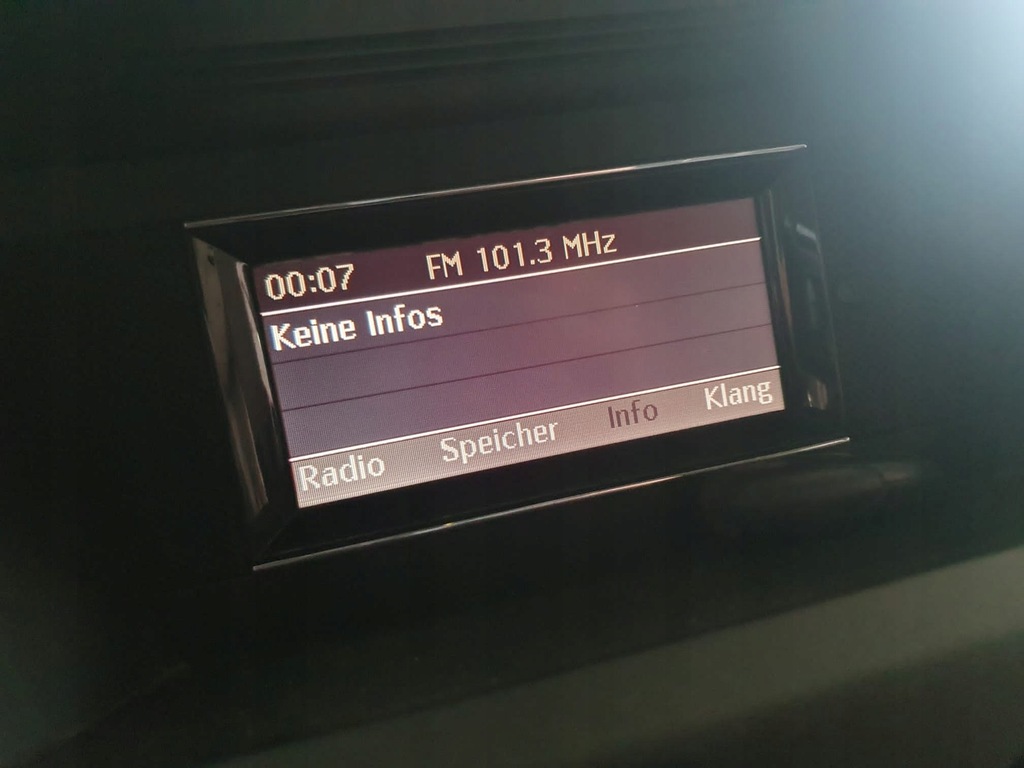 00:07 FM 101.3 MHz
Keine Infos
Radio Speicher Info Klang